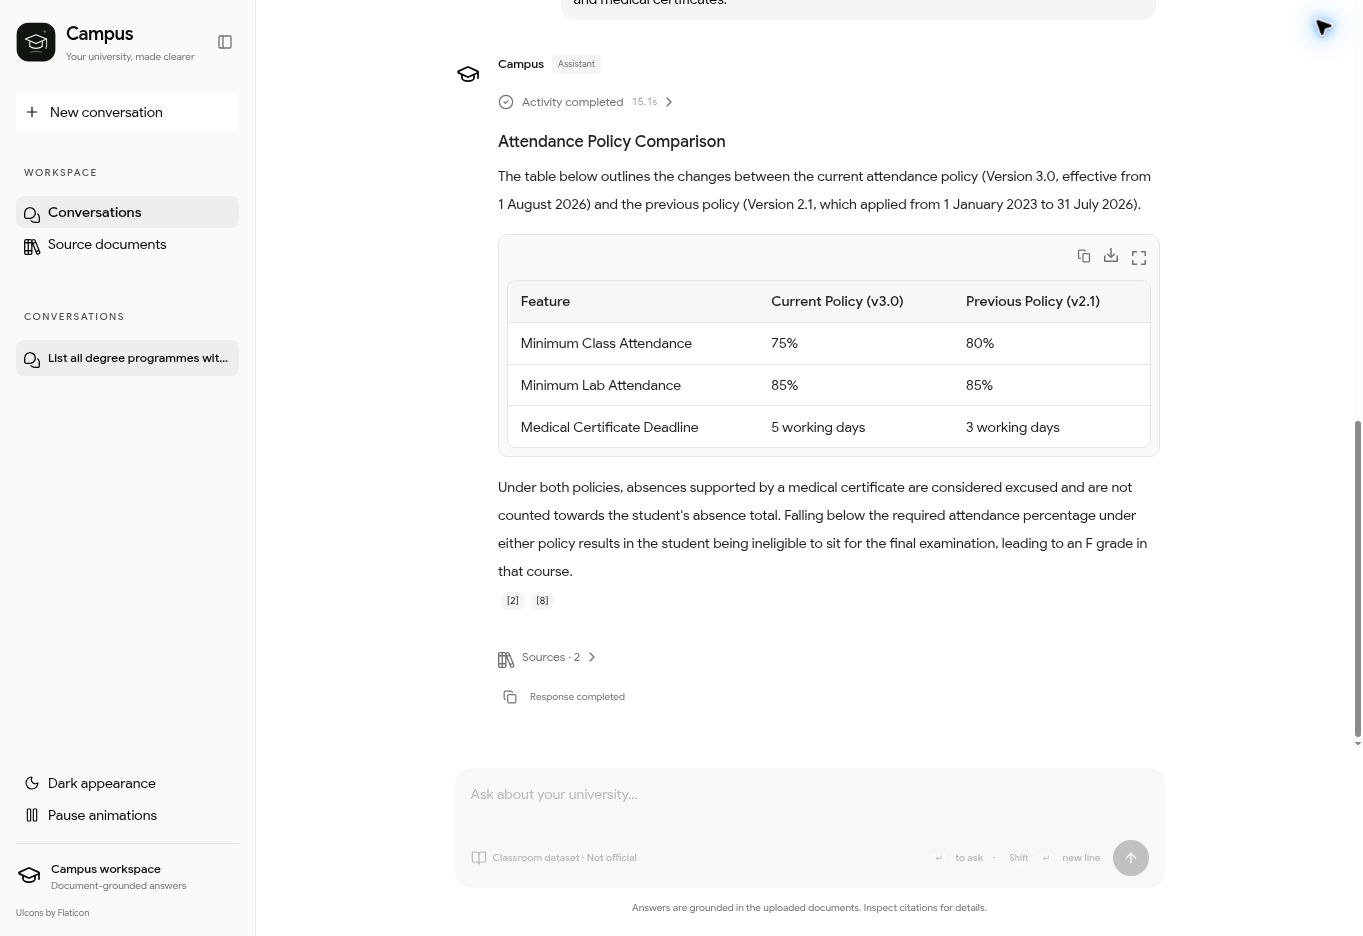 and medical certificates.
Campus
Your university, made clearer
New conversation
WORKSPACE
Conversations
Source documents
CONVERSATIONS
List all degree programmes wit...
Dark appearance
Pause animations
Campus workspace
Document-grounded answers
UIcons by Flaticon
Campus Assistant
Activity completed 15.1s
Attendance Policy Comparison
The table below outlines the changes between the current attendance policy (Version 3.0, effective from
1 August 2026) and the previous policy (Version 2.1, which applied from 1 January 2023 to 31 July 2026).
Feature Current Policy (v3.0) Previous Policy (v2.1)
Minimum Class Attendance 75% 80%
Minimum Lab Attendance 85% 85%
Medical Certificate Deadline 5 working days 3 working days
Under both policies, absences supported by a medical certificate are considered excused and are not
counted towards the student's absence total. Falling below the required attendance percentage under
either policy results in the student being ineligible to sit for the final examination, leading to an F grade in
that course.
[2] [8]
Sources · 2
Response completed
Ask about your university...
Classroom dataset · Not official ↵ to ask · Shift ↵ new line
Answers are grounded in the uploaded documents. Inspect citations for details.